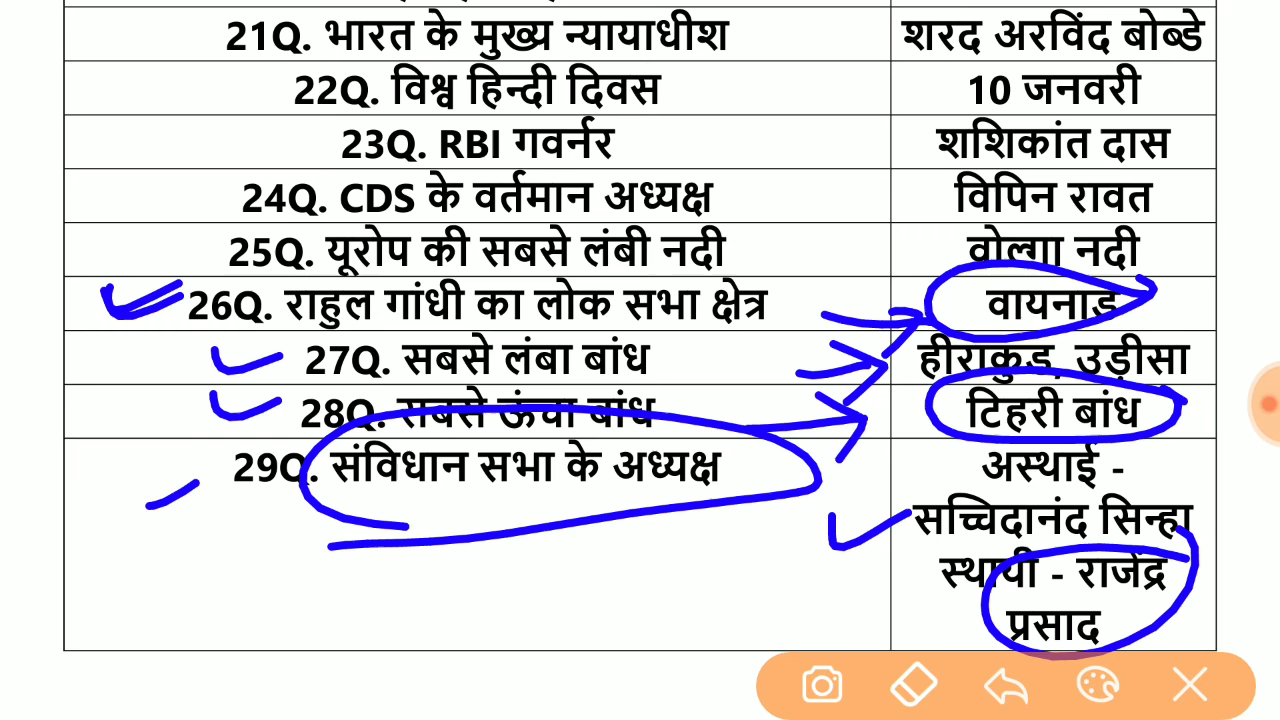 21Q. भारत के मुख्य न्यायाधीश शरद अरविंद बोब्डे
22Q. विश्व हिन्दी दिवस 10 जनवरी
23Q. RBI गवर्नर शशिकांत दास
24Q. CDS के वर्तमान अध्यक्ष विपिन रावत
25Q. यूरोप की सबसे लंबी नदी वोल्गा नदी
26Q. राहुल गांधी का लोक सभा क्षेत्र वायनाड
27Q. सबसे लंबा बांध हीराकुड, उड़ीसा
28Q. सबसे ऊंचा बांध टिहरी बांध
29Q. संविधान सभा के अध्यक्ष अस्थाई -
सच्चिदानंद सिन्हा
स्थायी - राजेंद्र
प्रसाद